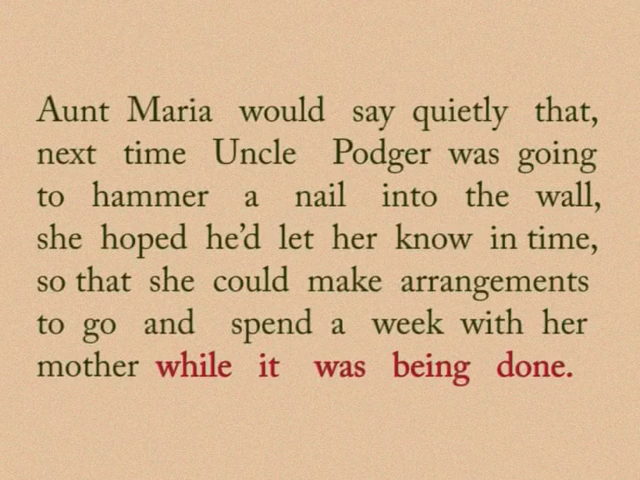 Aunt Maria would say quietly that,
next time Uncle Podger was going
to hammer a nail into the wall,
she hoped he’d let her know in time,
so that she could make arrangements
to go and spend a week with her
mother while it was being done.